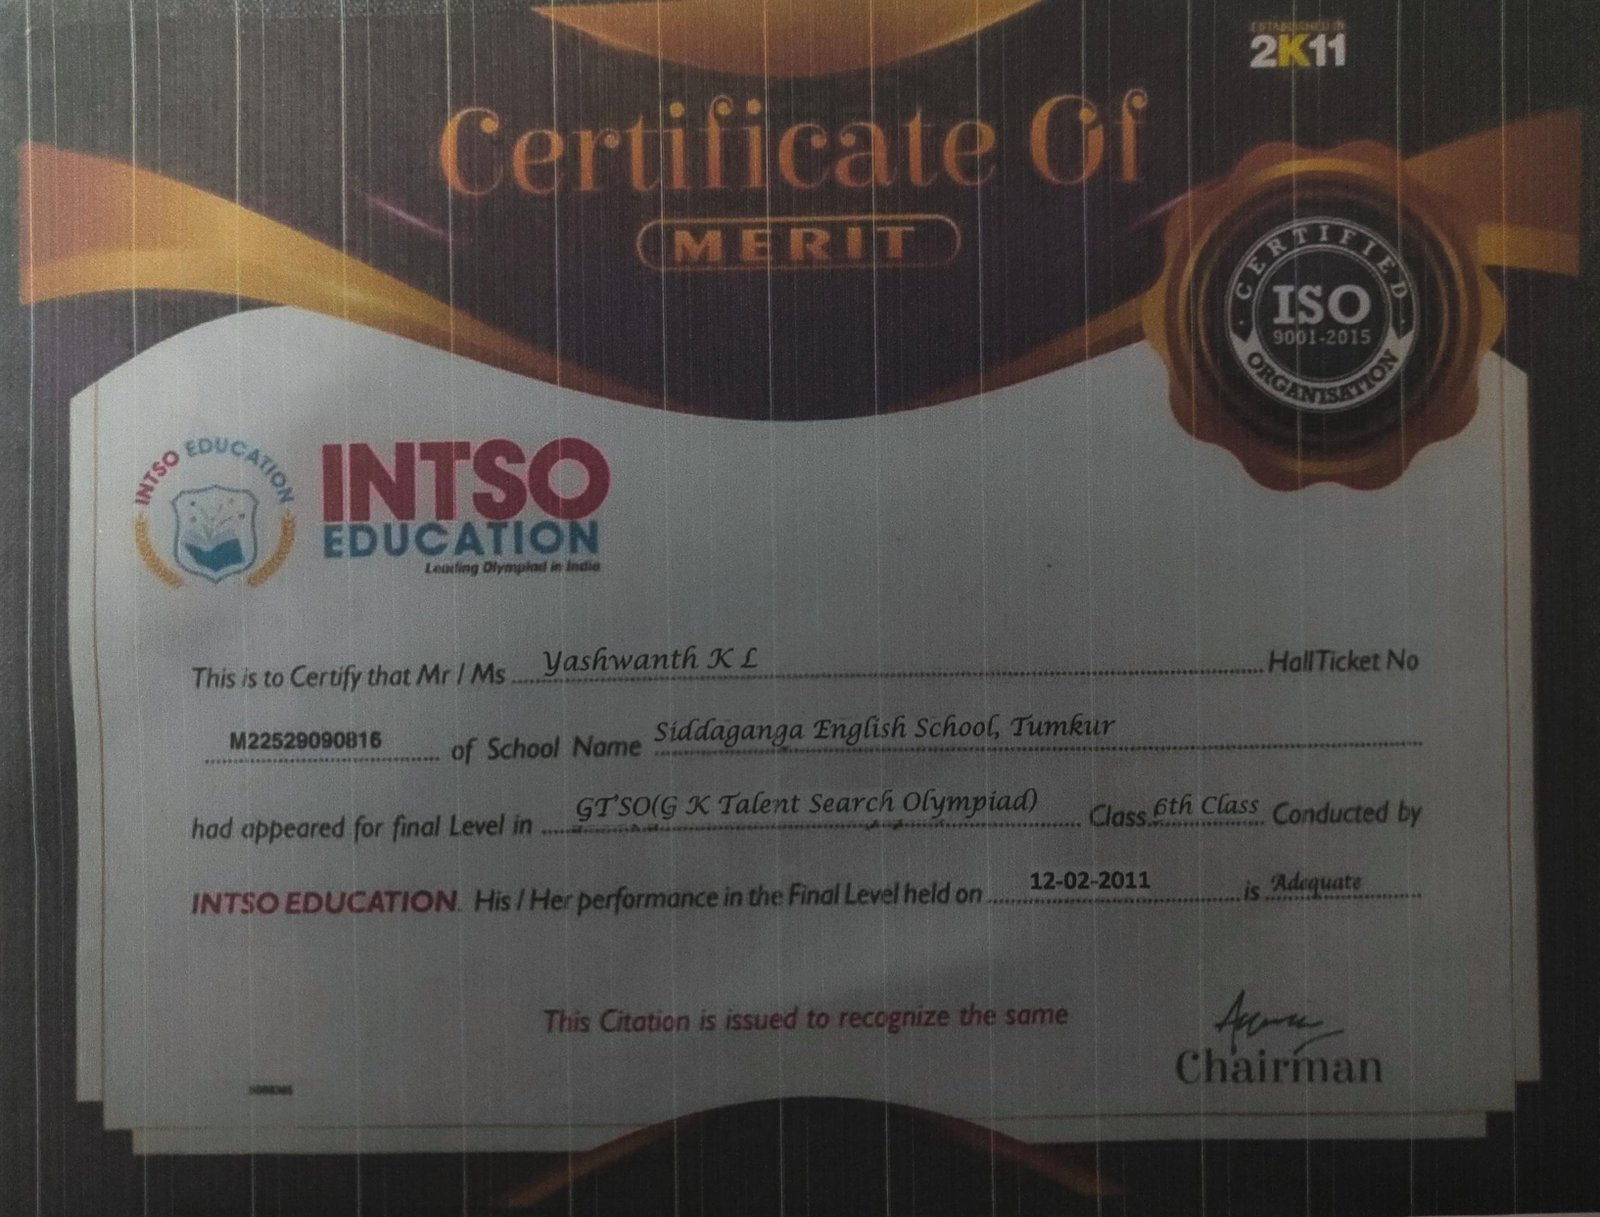 ESTABLISHED IN
2K11
Certificate Of
MERIT
CERTIFIED
ISO
9001-2015
ORGANISATION
INTSO EDUCATION
INTSO
EDUCATION
Leading Olympiad in India
This is to Certify that Mr / Ms Yashwanth K L HallTicket No
M22529090816 of School Name Siddaganga English School, Tumkur
had appeared for final Level in GTSO(G K Talent Search Olympiad) Class 6th Class Conducted by
INTSO EDUCATION. His / Her performance in the Final Level held on 12-02-2011 is Adequate
This Citation is issued to recognize the same
Chairman